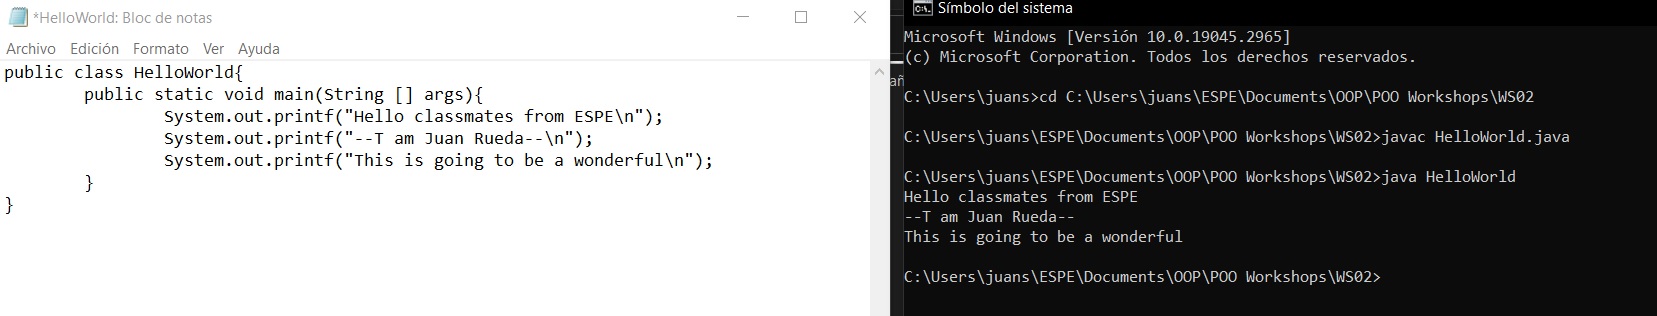 *HelloWorld: Bloc de notas
Archivo Edición Formato Ver Ayuda
public class HelloWorld{
public static void main(String [] args){
System.out.printf("Hello classmates from ESPE\n");
System.out.printf("--T am Juan Rueda--\n");
System.out.printf("This is going to be a wonderful\n");
}
}
Símbolo del sistema
Microsoft Windows [Versión 10.0.19045.2965]
(c) Microsoft Corporation. Todos los derechos reservados.
C:\Users\juans>cd C:\Users\juans\ESPE\Documents\OOP\POO Workshops\WS02
C:\Users\juans\ESPE\Documents\OOP\POO Workshops\WS02>javac HelloWorld.java
C:\Users\juans\ESPE\Documents\OOP\POO Workshops\WS02>java HelloWorld
Hello classmates from ESPE
--T am Juan Rueda--
This is going to be a wonderful
C:\Users\juans\ESPE\Documents\OOP\POO Workshops\WS02>